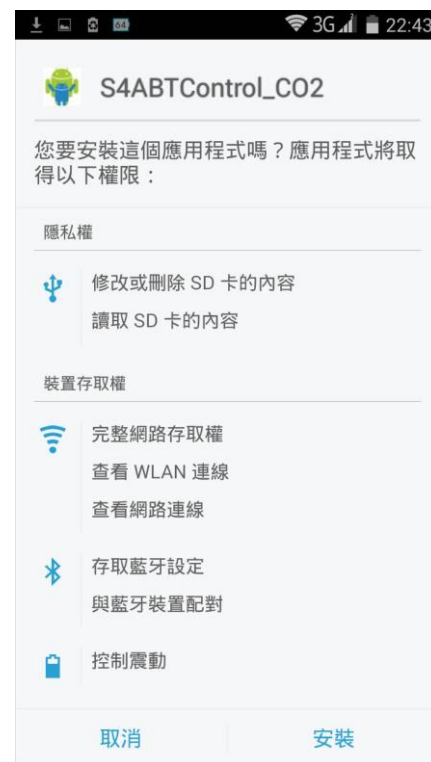 64 3G 22:43
S4ABTControl_CO2
您要安裝這個應用程式嗎？應用程式將取
得以下權限：
隱私權
修改或刪除 SD 卡的內容
讀取 SD 卡的內容
裝置存取權
完整網路存取權
查看 WLAN 連線
查看網路連線
存取藍牙設定
與藍牙裝置配對
控制震動
取消
安裝